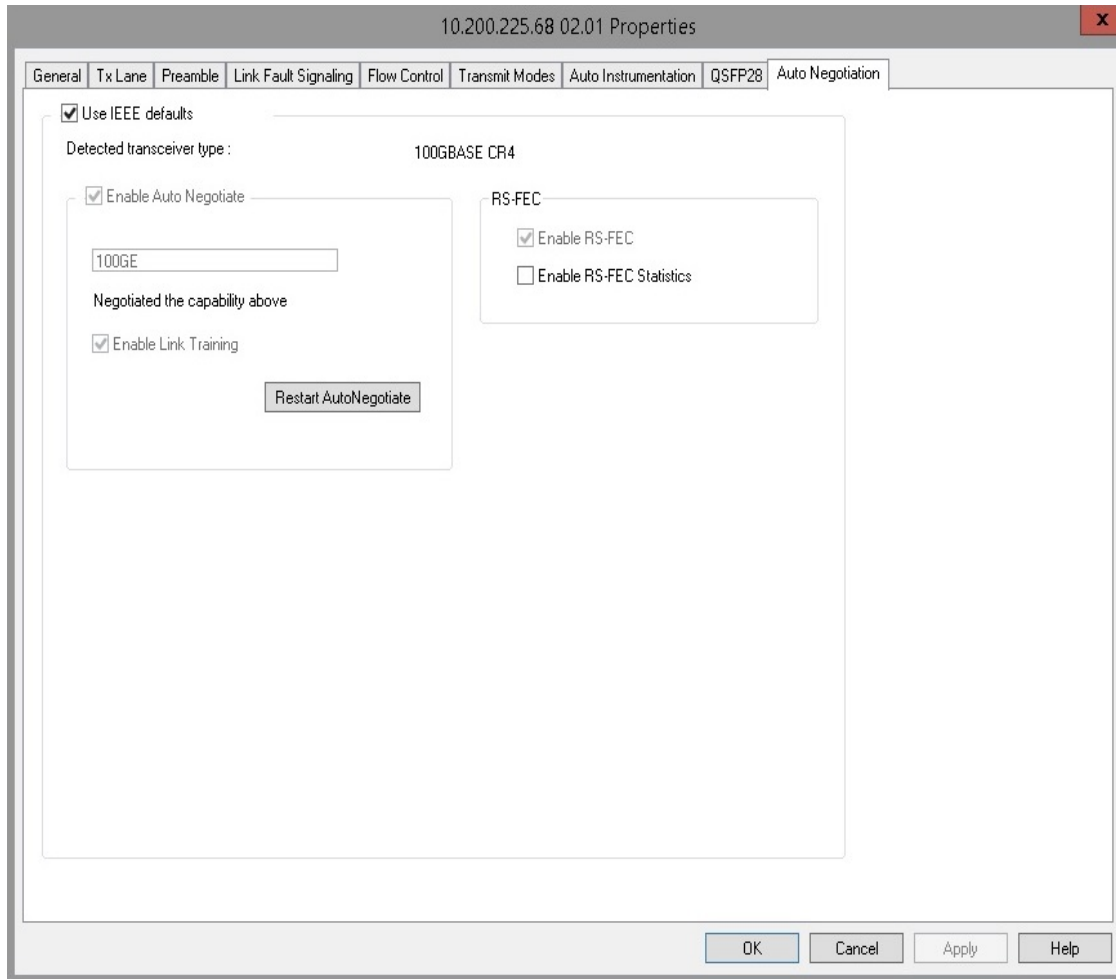 10.200.225.68 02.01 Properties
x
General Tx Lane Preamble Link Fault Signaling Flow Control Transmit Modes Auto Instrumentation QSFP28 Auto Negotiation
Use IEEE defaults
Detected transceiver type : 100GBASE CR4
Enable Auto Negotiate
100GE
Negotiated the capability above
Enable Link Training
Restart AutoNegotiate
RS-FEC
Enable RS-FEC
Enable RS-FEC Statistics
OK Cancel Apply Help